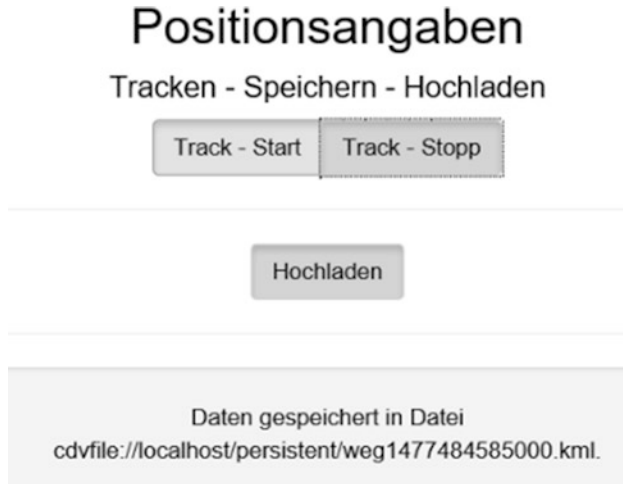 Positionsangaben
Tracken - Speichern - Hochladen
Track - Start
Track - Stopp
Hochladen
Daten gespeichert in Datei
cdvfile://localhost/persistent/weg1477484585000.kml.